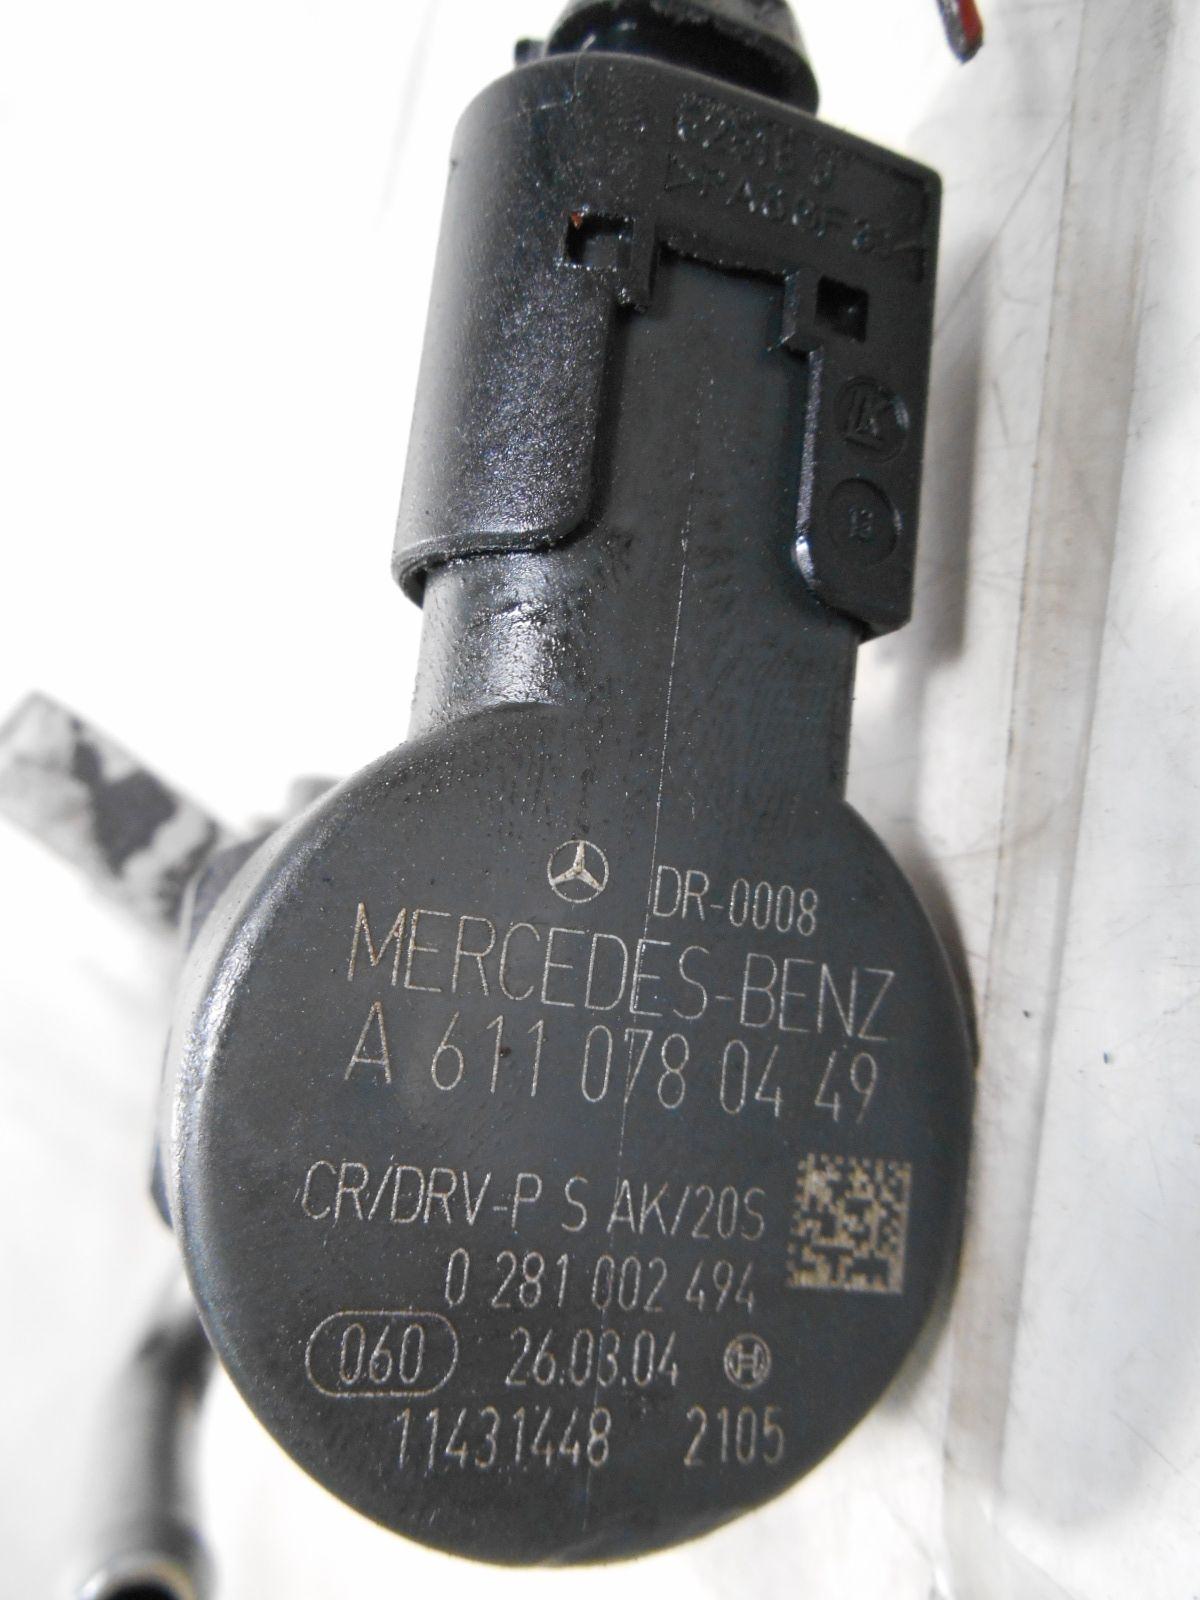 DR-0008
MERCEDES-BENZ
A 611 078 04 49
CR/DRV-P S AK/20S
0 281 002 494
060 26.03.04
11431448 2105
K
13